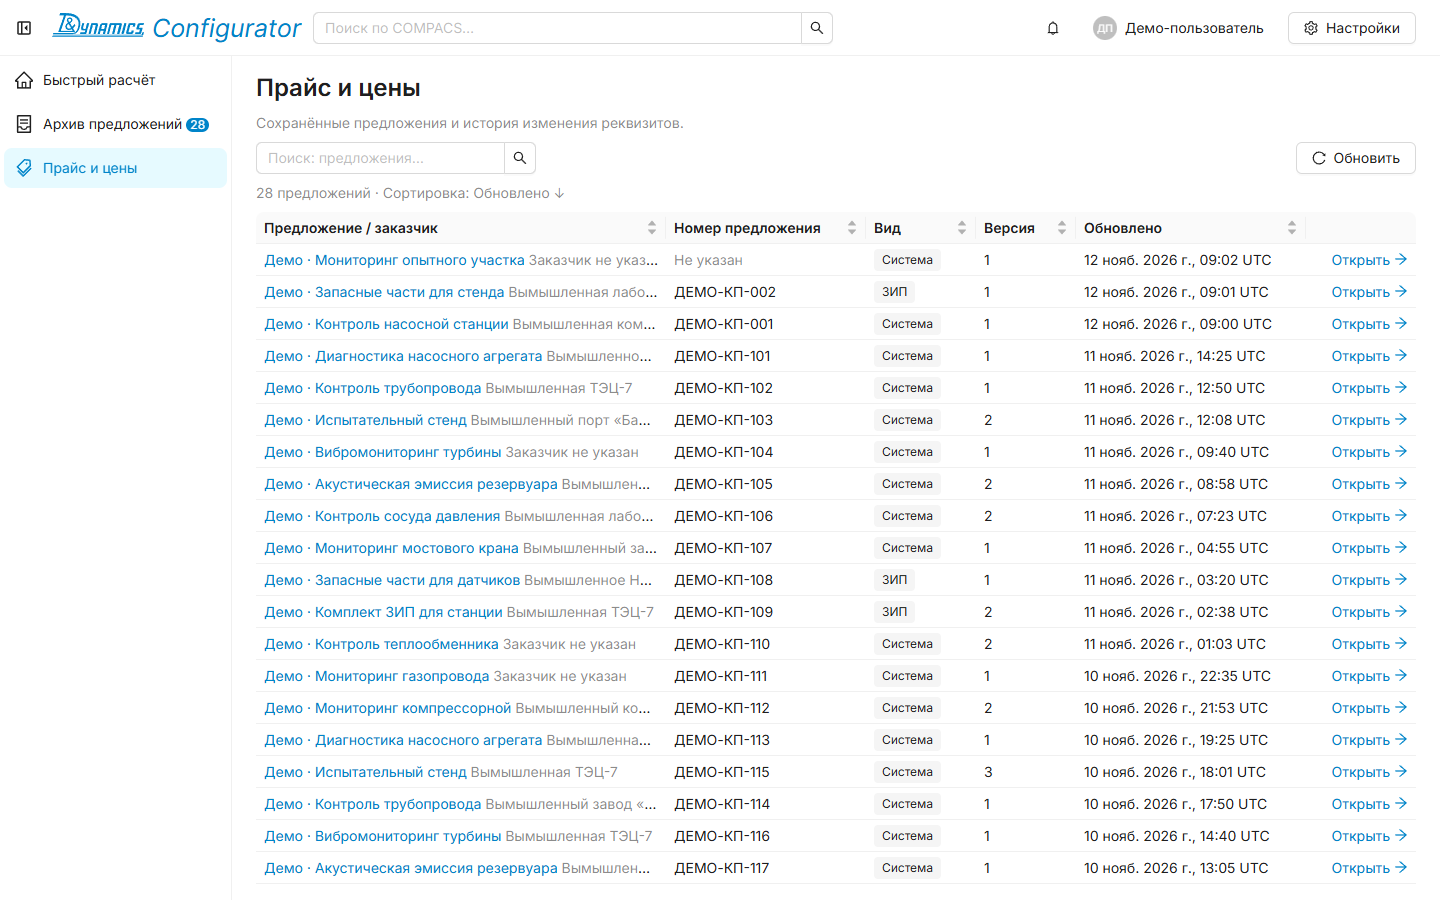 DYNAMICS Configurator
Поиск по COMPACS...
ДП Демо-пользователь
Настройки
Быстрый расчёт
Архив предложений 28
Прайс и цены
Прайс и цены
Сохранённые предложения и история изменения реквизитов.
Поиск: предложения...
Обновить
28 предложений · Сортировка: Обновлено ↓
Предложение / заказчик Номер предложения Вид Версия Обновлено
Демо · Мониторинг опытного участка Заказчик не указ... Не указан Система 1 12 нояб. 2026 г., 09:02 UTC Открыть →
Демо · Запасные части для стенда Вымышленная лабо... ДЕМО-КП-002 ЗИП 1 12 нояб. 2026 г., 09:01 UTC Открыть →
Демо · Контроль насосной станции Вымышленная ком... ДЕМО-КП-001 Система 1 12 нояб. 2026 г., 09:00 UTC Открыть →
Демо · Диагностика насосного агрегата Вымышленно... ДЕМО-КП-101 Система 1 11 нояб. 2026 г., 14:25 UTC Открыть →
Демо · Контроль трубопровода Вымышленная ТЭЦ-7 ДЕМО-КП-102 Система 1 11 нояб. 2026 г., 12:50 UTC Открыть →
Демо · Испытательный стенд Вымышленный порт «Ба... ДЕМО-КП-103 Система 2 11 нояб. 2026 г., 12:08 UTC Открыть →
Демо · Вибромониторинг турбины Заказчик не указан ДЕМО-КП-104 Система 1 11 нояб. 2026 г., 09:40 UTC Открыть →
Демо · Акустическая эмиссия резервуара Вымышлен... ДЕМО-КП-105 Система 2 11 нояб. 2026 г., 08:58 UTC Открыть →
Демо · Контроль сосуда давления Вымышленная лабо... ДЕМО-КП-106 Система 2 11 нояб. 2026 г., 07:23 UTC Открыть →
Демо · Мониторинг мостового крана Вымышленный за... ДЕМО-КП-107 Система 1 11 нояб. 2026 г., 04:55 UTC Открыть →
Демо · Запасные части для датчиков Вымышленное Н... ДЕМО-КП-108 ЗИП 1 11 нояб. 2026 г., 03:20 UTC Открыть →
Демо · Комплект ЗИП для станции Вымышленная ТЭЦ-7 ДЕМО-КП-109 ЗИП 2 11 нояб. 2026 г., 02:38 UTC Открыть →
Демо · Контроль теплообменника Заказчик не указан ДЕМО-КП-110 Система 2 11 нояб. 2026 г., 01:03 UTC Открыть →
Демо · Мониторинг газопровода Заказчик не указан ДЕМО-КП-111 Система 1 10 нояб. 2026 г., 22:35 UTC Открыть →
Демо · Мониторинг компрессорной Вымышленный ко... ДЕМО-КП-112 Система 2 10 нояб. 2026 г., 21:53 UTC Открыть →
Демо · Диагностика насосного агрегата Вымышленна... ДЕМО-КП-113 Система 1 10 нояб. 2026 г., 19:25 UTC Открыть →
Демо · Испытательный стенд Вымышленная ТЭЦ-7 ДЕМО-КП-115 Система 3 10 нояб. 2026 г., 18:01 UTC Открыть →
Демо · Контроль трубопровода Вымышленный завод «... ДЕМО-КП-114 Система 1 10 нояб. 2026 г., 17:50 UTC Открыть →
Демо · Вибромониторинг турбины Вымышленная ТЭЦ-7 ДЕМО-КП-116 Система 1 10 нояб. 2026 г., 14:40 UTC Открыть →
Демо · Акустическая эмиссия резервуара Вымышлен... ДЕМО-КП-117 Система 1 10 нояб. 2026 г., 13:05 UTC Открыть →